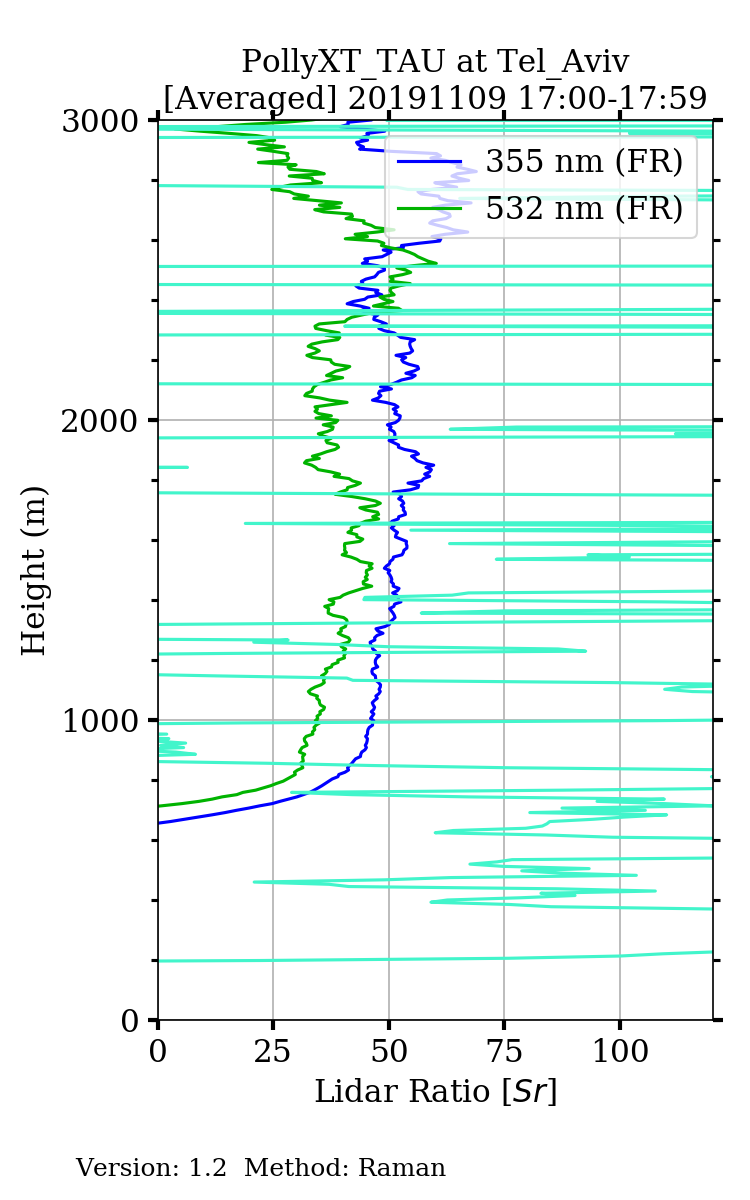 PollyXT_TAU at Tel_Aviv
[Averaged] 20191109 17:00-17:59
3000
355 nm (FR)
532 nm (FR)
2000
Height (m)
1000
0
0 25 50 75 100
Lidar Ratio [Sr]
Version: 1.2 Method: Raman